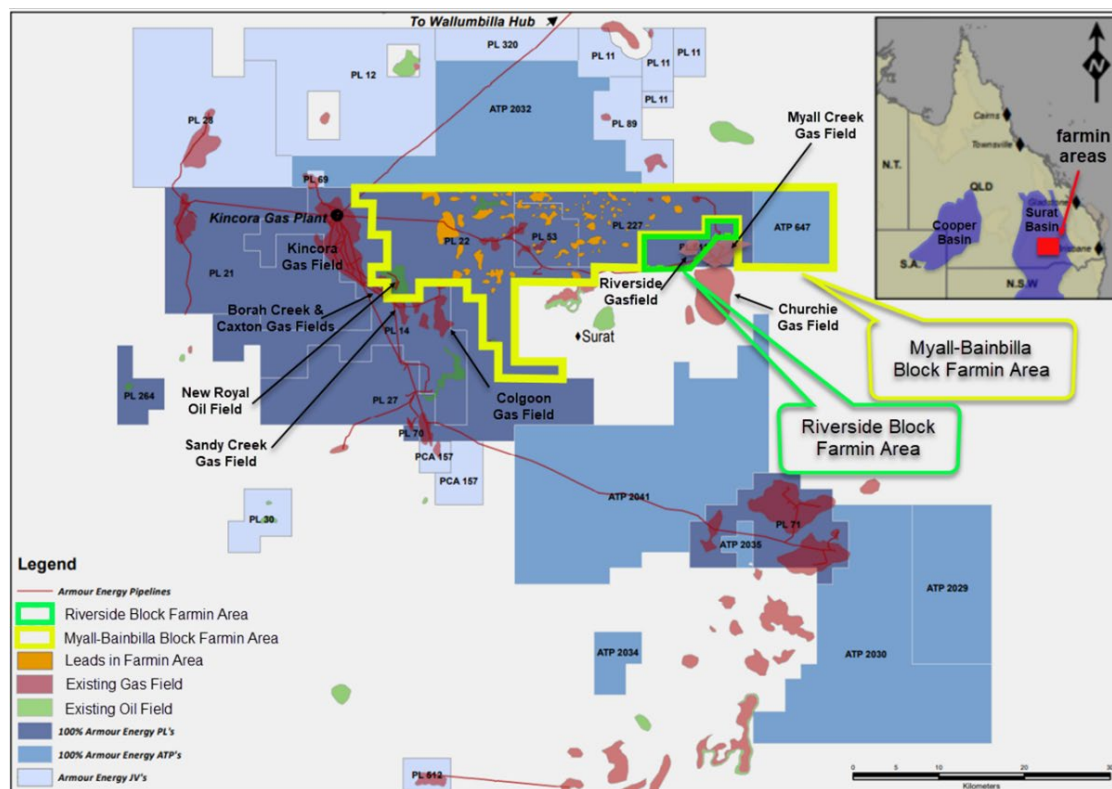 To Wallumbilla Hub
PL 320
PL 11
PL 11
PL 11
PL 12
PL 11
ATP 2032
PL 28
PL 89
PL 69
Myall Creek
Gas Field
N
Cairns
Townsville
farmin
areas
N.T.
QLD
Gladstone
Cooper
Basin
Surat
Basin
S.A.
N.S.W
Kincora Gas Plant
Kincora
Gas Field
PL 22
PL 53
PL 227
ATP 647
PL 21
Riverside
Gasfield
Churchie
Gas Field
Borah Creek &
Caxton Gas Fields
PL 14
Surat
Myall-Bainbilla
Block Farmin Area
PL 264
New Royal
Oil Field
PL 27
Colgoon
Gas Field
Riverside Block
Farmin Area
Sandy Creek
Gas Field
PL 70
PCA 157
PCA 157
PL 30
ATP 2041
PL 71
ATP 2035
ATP 2029
ATP 2034
ATP 2030
PL 512
Legend
Armour Energy Pipelines
Riverside Block Farmin Area
Myall-Bainbilla Block Farmin Area
Leads in Farmin Area
Existing Gas Field
Existing Oil Field
100% Armour Energy PL's
100% Armour Energy ATP's
Armour Energy JV's
0 5 10 20 30
Kilometers